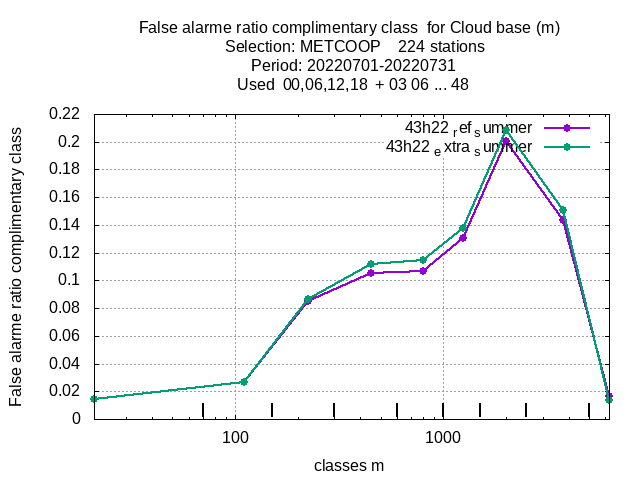 False alarme ratio complimentary class  for Cloud base (m)
Selection: METCOOP    224 stations
Period: 20220701-20220731
Used  00,06,12,18  + 03 06 ... 48
False alarme ratio complimentary class
0.22
0.2
0.18
0.16
0.14
0.12
0.1
0.08
0.06
0.04
0.02
0
43h22 ref summer
43h22 extra summer
100 1000
classes m